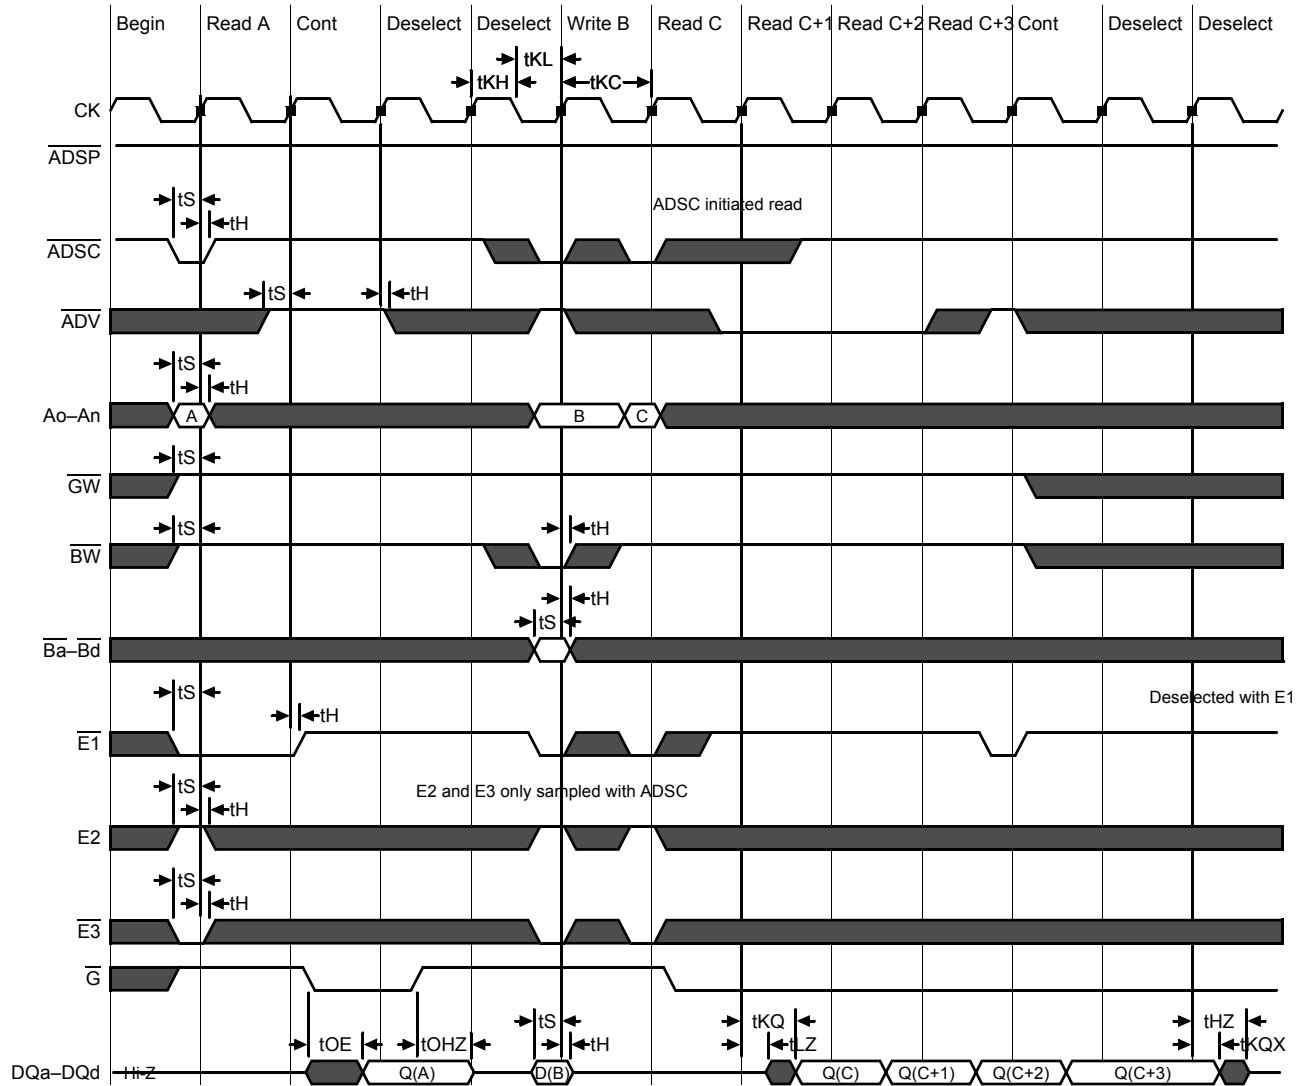 Begin Read A Cont Deselect Deselect Write B Read C Read C+1 Read C+2 Read C+3 Cont Deselect Deselect
tKL
tKH tKC
CK
ADSP
tS
ADSC initiated read
tH
ADSC
tS tH
ADV
tS
tH
Ao–An A B C
tS
GW
tS tH
BW
tH
tS
Ba–Bd
tS
Deselected with E1
tH
E1
tS
E2 and E3 only sampled with ADSC
tH
E2
tS
tH
E3
G
tS tKQ tHZ
tOE tOHZ tH tLZ tKQX
DQa–DQd Hi-Z Q(A) D(B) Q(C) Q(C+1) Q(C+2) Q(C+3)